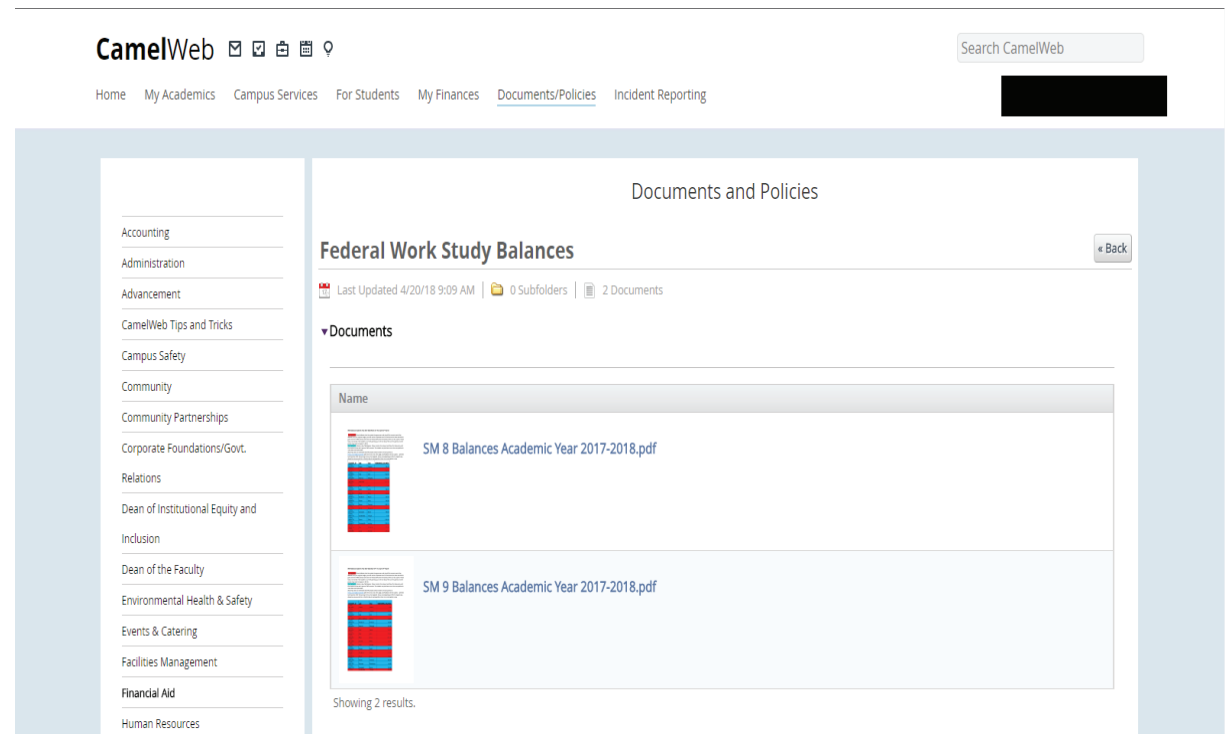 CamelWeb
Search CamelWeb
Home My Academics Campus Services For Students My Finances Documents/Policies Incident Reporting
Documents and Policies
Accounting
Administration
Advancement
CamelWeb Tips and Tricks
Campus Safety
Community
Community Partnerships
Corporate Foundations/Govt.
Relations
Dean of Institutional Equity and
Inclusion
Dean of the Faculty
Environmental Health & Safety
Events & Catering
Facilities Management
Financial Aid
Human Resources
Federal Work Study Balances
« Back
Last Updated 4/20/18 9:09 AM 0 Subfolders 2 Documents
▾Documents
Name
SM 8 Balances Academic Year 2017-2018.pdf
SM 9 Balances Academic Year 2017-2018.pdf
Showing 2 results.